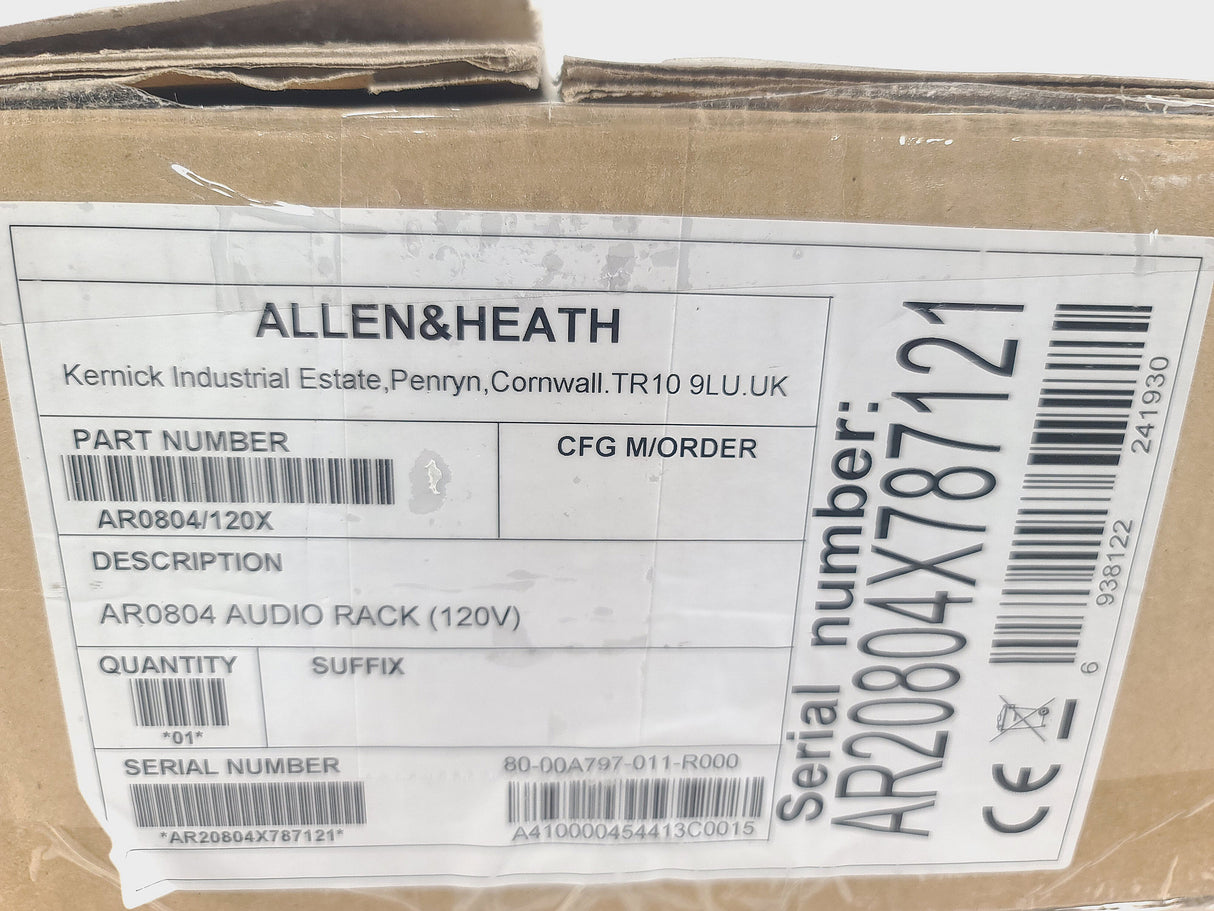 ALLEN&HEATH
Kernick Industrial Estate,Penryn,Cornwall.TR10 9LU.UK
PART NUMBER
AR0804/120X
CFG M/ORDER
DESCRIPTION
AR0804 AUDIO RACK (120V)
QUANTITY
*01*
SUFFIX
SERIAL NUMBER
*AR20804X787121*
80-00A797-011-R000
A410000454413C0015
Serial number:
AR20804X787121
6 938122 241930
CE